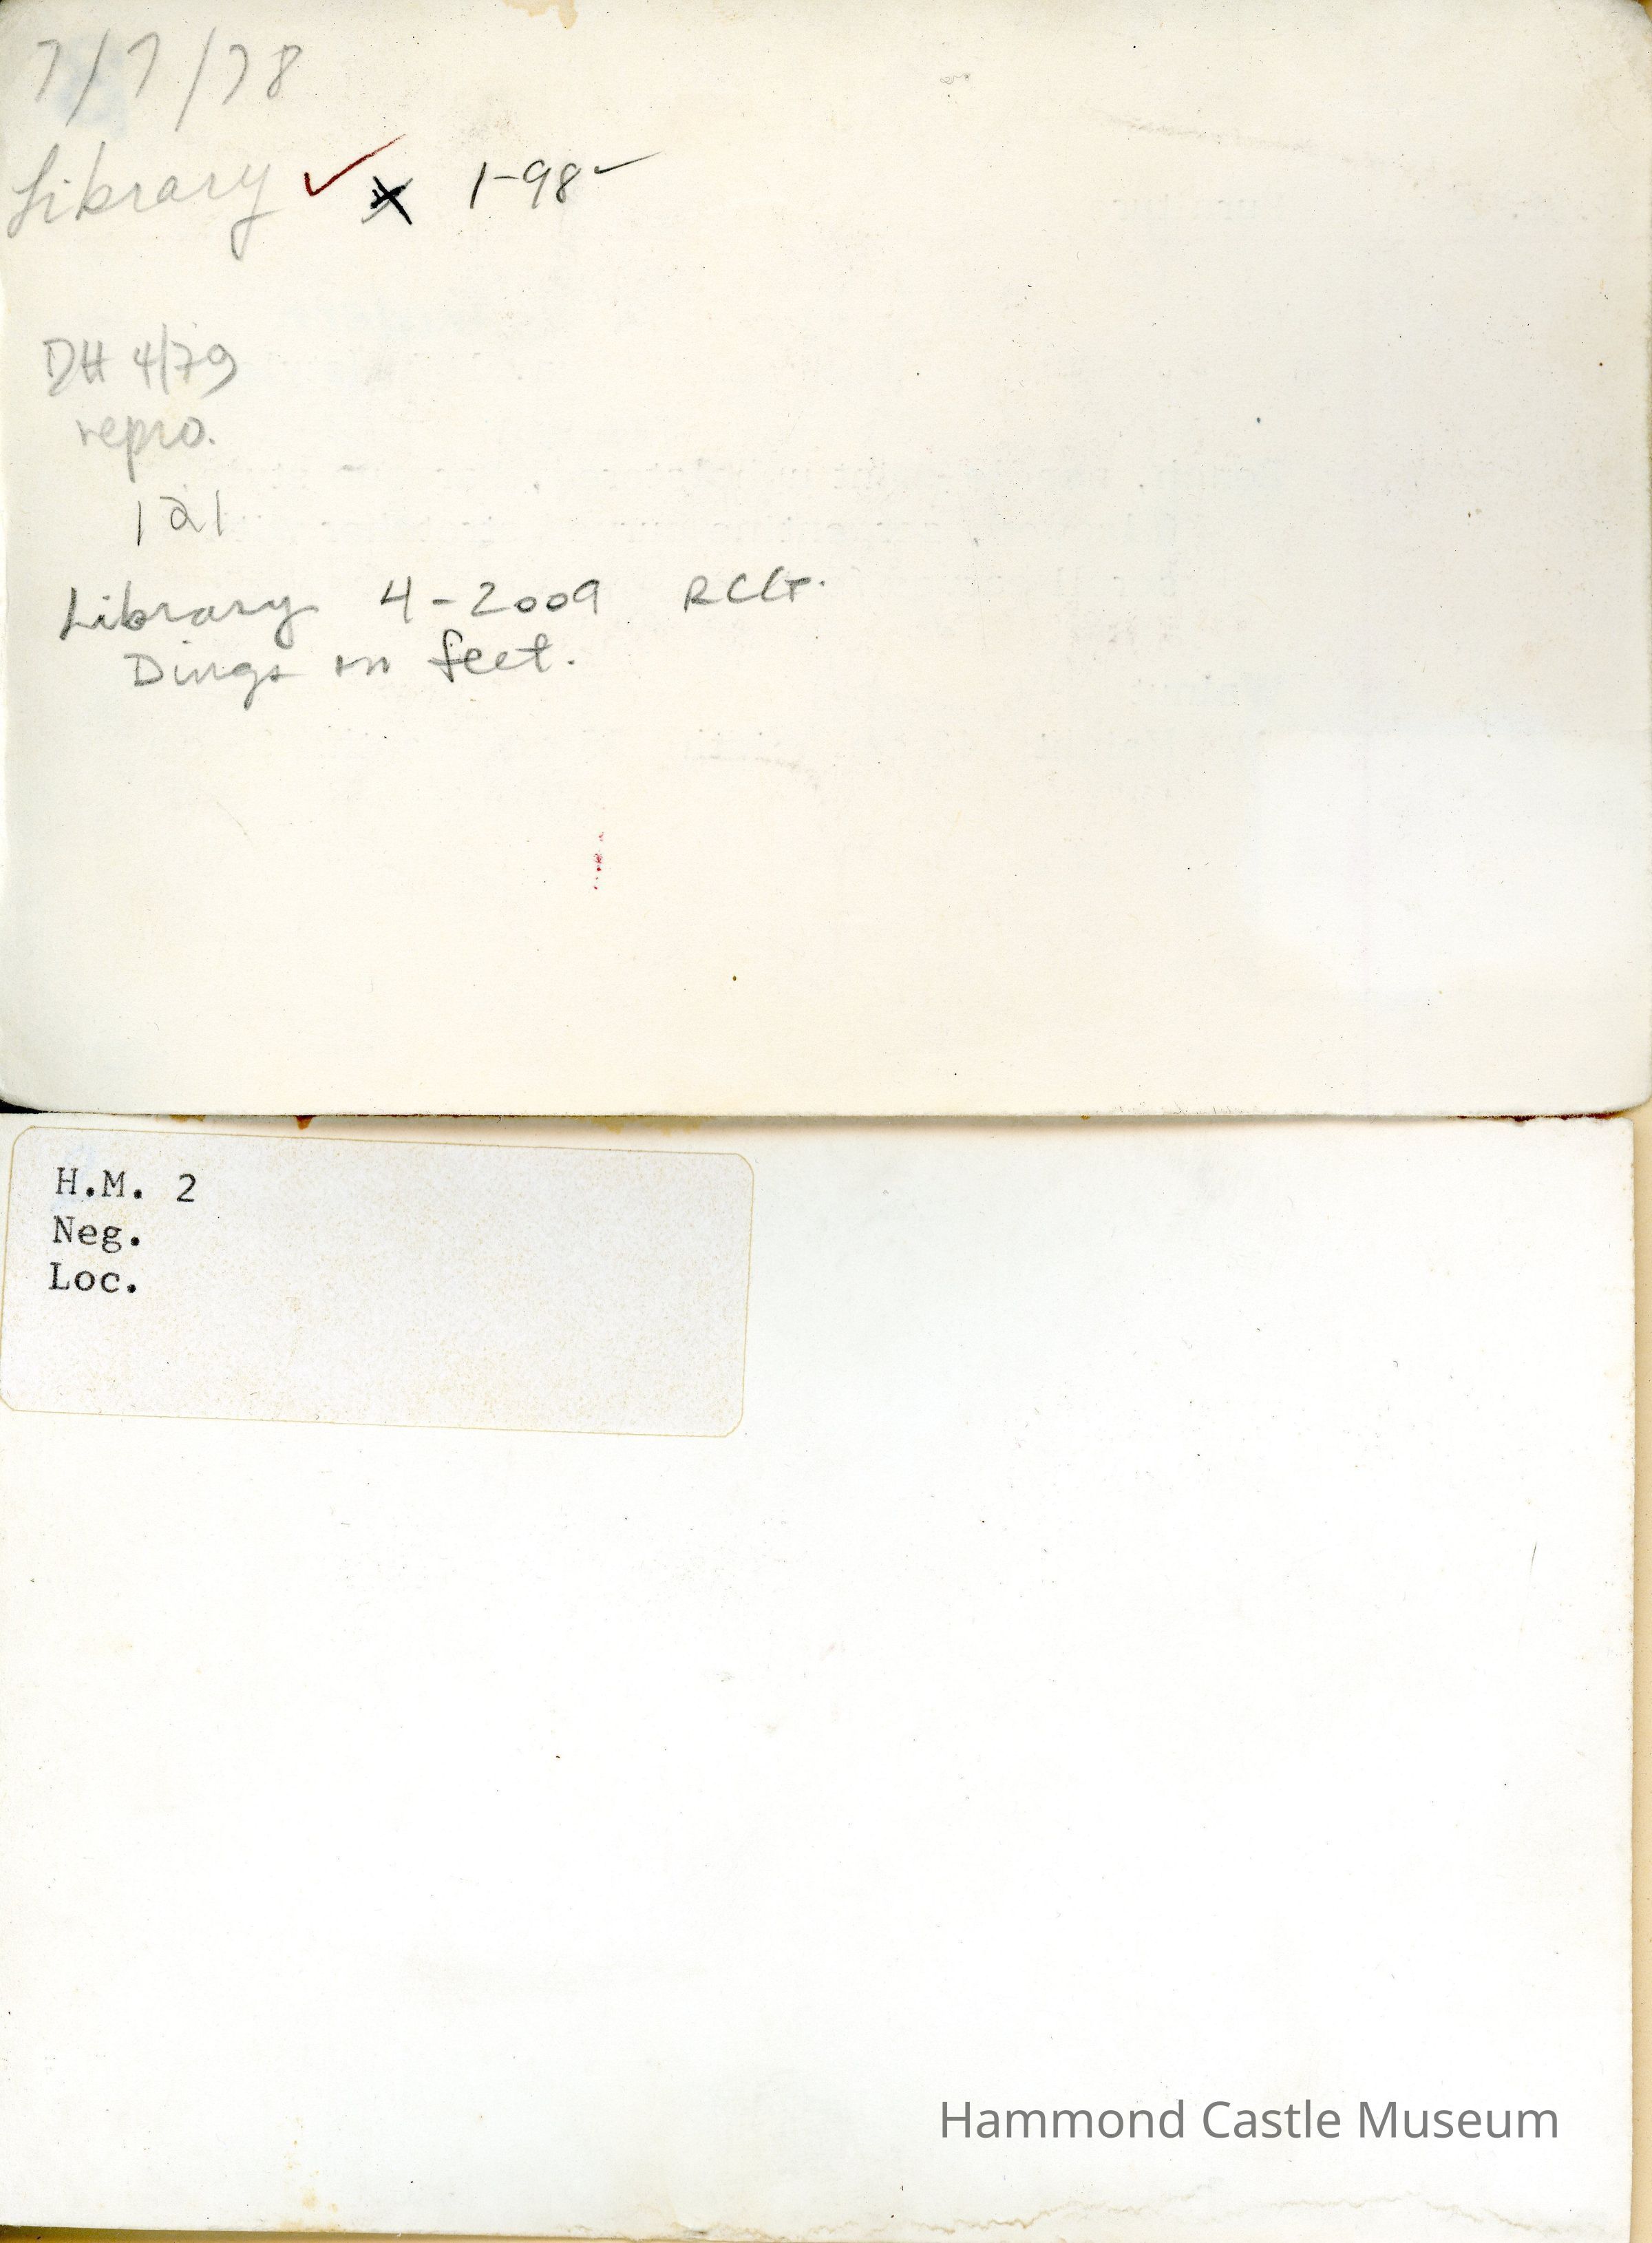 7/7/78
Library ✓ x 1-98 ✓
DH 4/79
repro.
121
Library 4-2009 RCG.
Dings on feet.
H.M. 2
Neg.
Loc.
Hammond Castle Museum